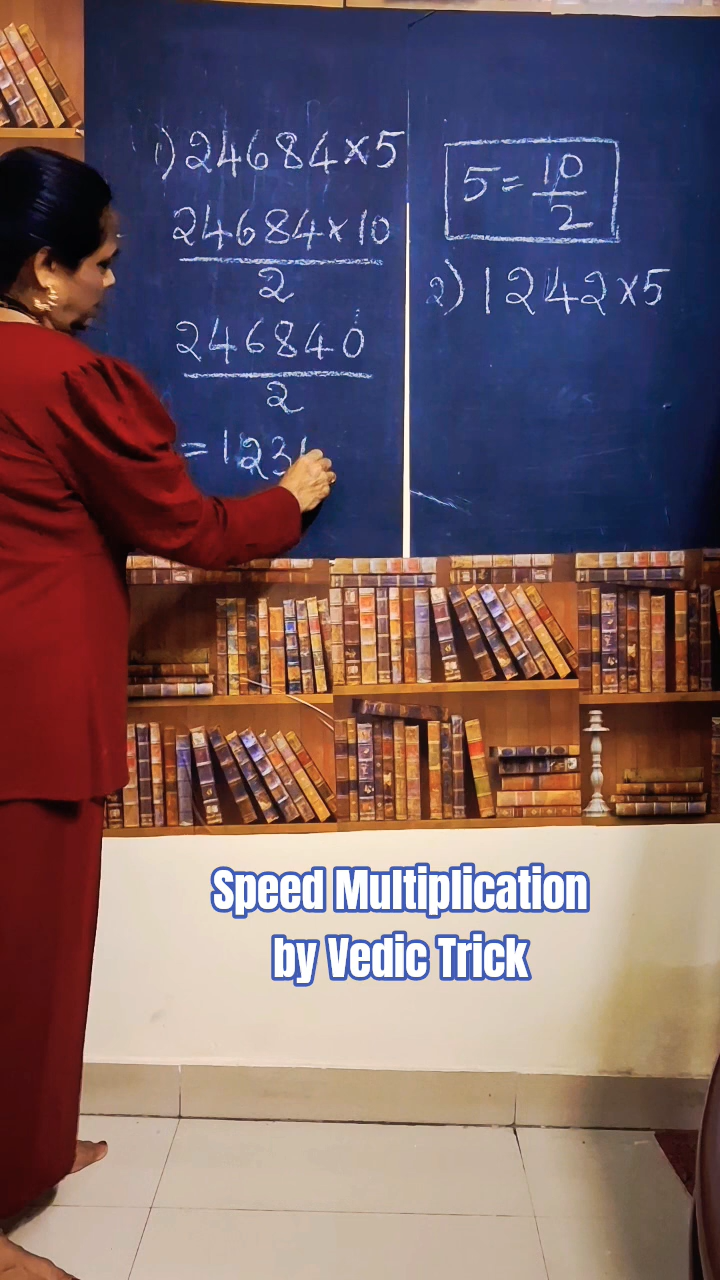 1) 24684×5
24684×10
2
246840
2
= 123
5 = 10
2
2) 1242×5
Speed Multiplication
by Vedic Trick